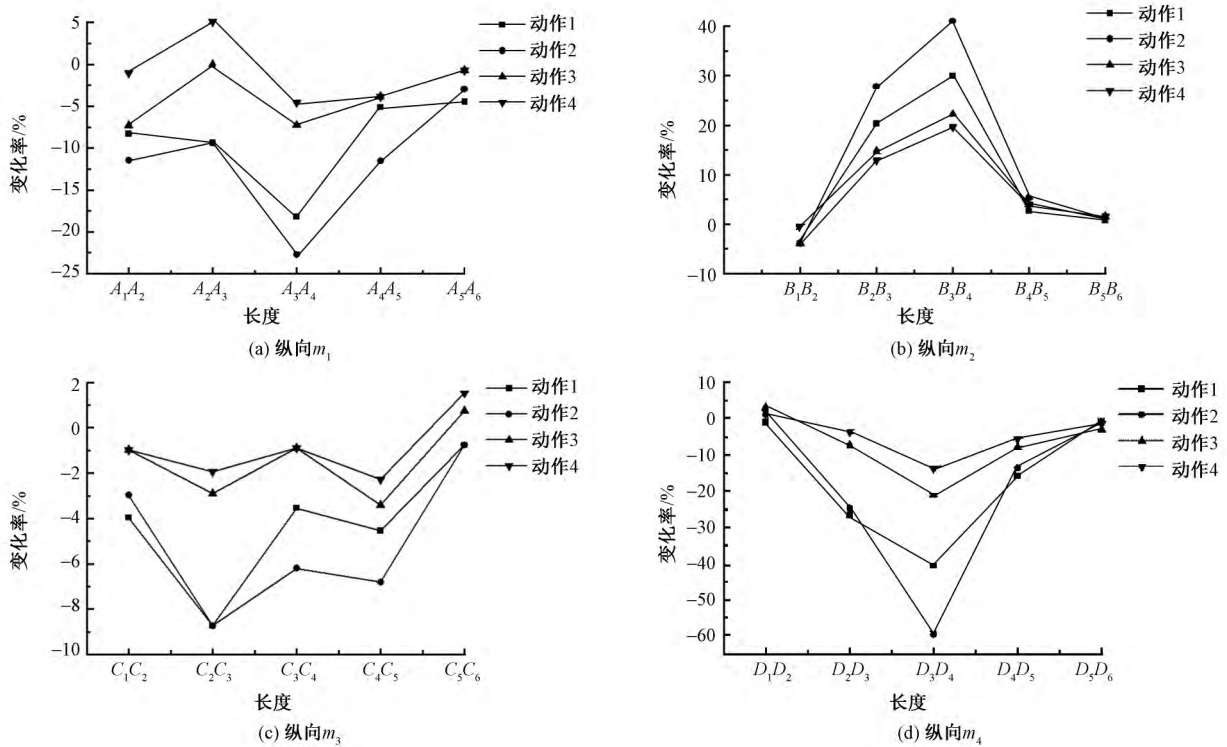 5
0
−5
−10
−15
−20
−25
变化率/%
A₁A₂ A₂A₃ A₃A₄ A₄A₅ A₅A₆
长度
动作1
动作2
动作3
动作4
(a) 纵向m₁
40
30
20
10
0
−10
变化率/%
B₁B₂ B₂B₃ B₃B₄ B₄B₅ B₅B₆
长度
动作1
动作2
动作3
动作4
(b) 纵向m₂
2
0
−2
−4
−6
−8
−10
变化率/%
C₁C₂ C₂C₃ C₃C₄ C₄C₅ C₅C₆
长度
动作1
动作2
动作3
动作4
(c) 纵向m₃
10
0
−10
−20
−30
−40
−50
−60
变化率/%
D₁D₂ D₂D₃ D₃D₄ D₄D₅ D₅D₆
长度
动作1
动作2
动作3
动作4
(d) 纵向m₄